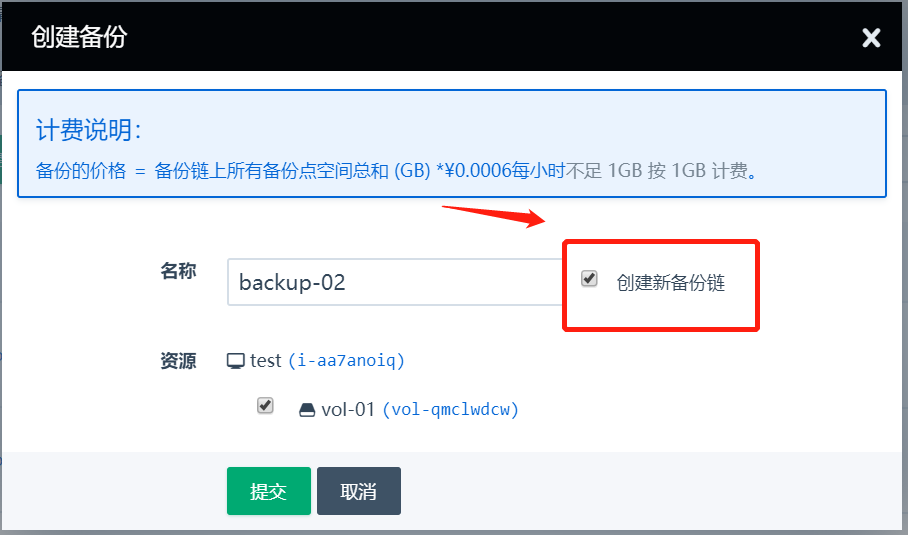 创建备份
计费说明：
备份的价格 = 备份链上所有备份点空间总和 (GB) *¥0.0006每小时不足 1GB 按 1GB 计费。
名称 backup-02 创建新备份链
资源 test (i-aa7anoiq)
vol-01 (vol-qmclwdcw)
提交 取消